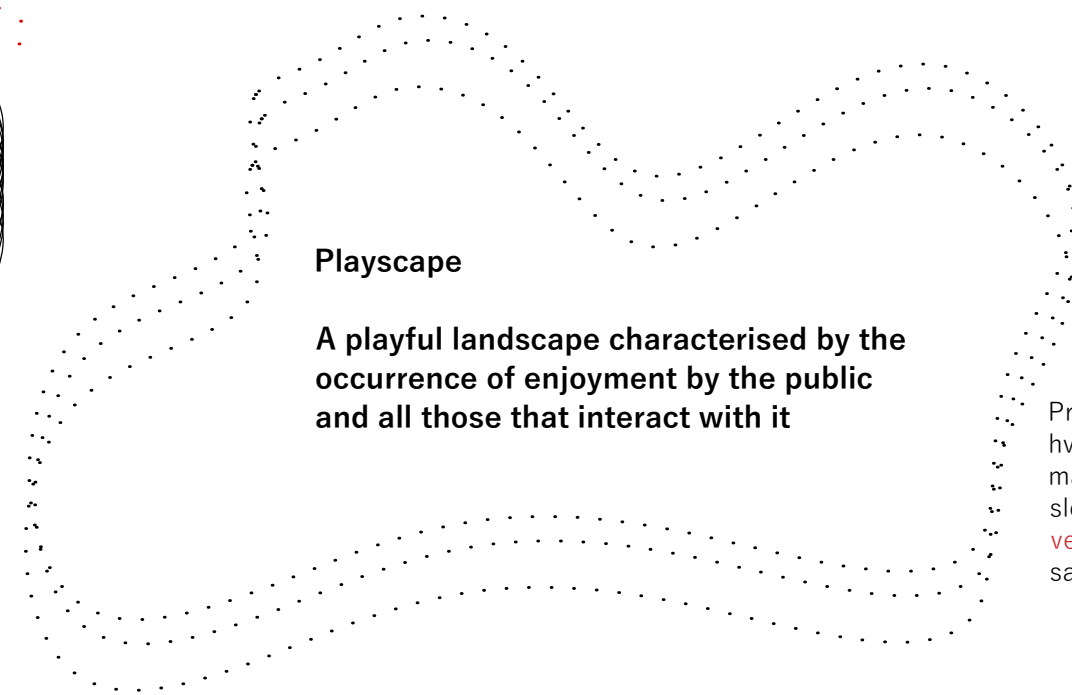 Playscape
A playful landscape characterised by the
occurrence of enjoyment by the public
and all those that interact with it